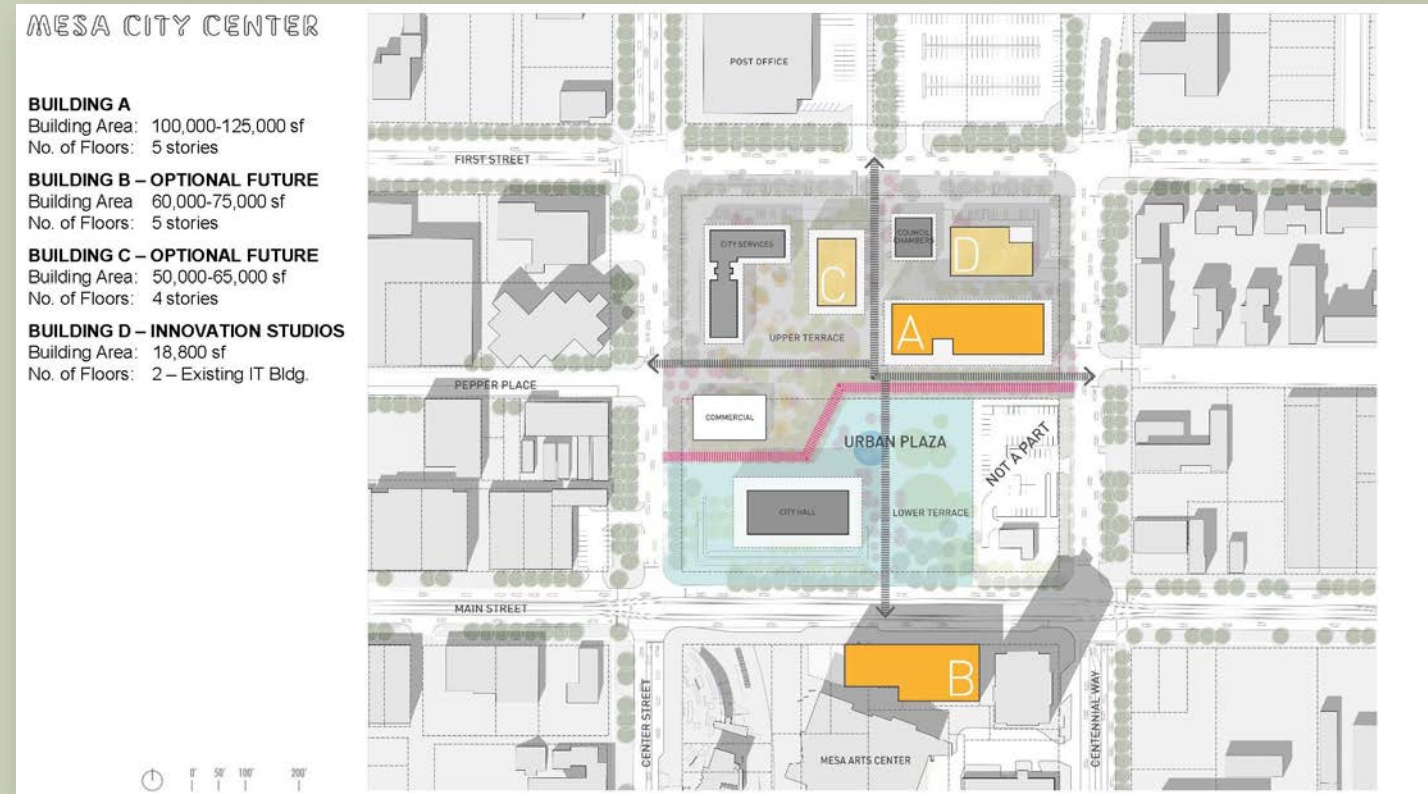 MESA CITY CENTER
BUILDING A
Building Area: 100,000-125,000 sf
No. of Floors: 5 stories
BUILDING B – OPTIONAL FUTURE
Building Area 60,000-75,000 sf
No. of Floors: 5 stories
BUILDING C – OPTIONAL FUTURE
Building Area: 50,000-65,000 sf
No. of Floors: 4 stories
BUILDING D – INNOVATION STUDIOS
Building Area: 18,800 sf
No. of Floors: 2 – Existing IT Bldg.
POST OFFICE
FIRST STREET
CITY SERVICES
COUNCIL
CHAMBERS
C
D
A
UPPER TERRACE
PEPPER PLACE
COMMERCIAL
URBAN PLAZA
NOT A PART
CITY HALL
LOWER TERRACE
MAIN STREET
B
CENTER STREET
CENTENNIAL WAY
MESA ARTS CENTER
0' 50' 100' 200'